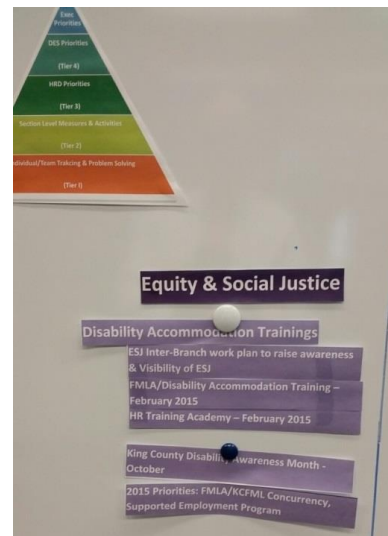 Exec
Priorities
DES Priorities
(Tier 4)
HRD Priorities
(Tier 3)
Section Level Measures & Activities
(Tier 2)
dividual/Team Tralcing & Problem Solving
(Tier I)
Equity & Social Justice
Disability Accommodation Trainings
ESJ Inter-Branch work plan to raise awareness
& Visibility of ESJ
FMLA/Disability Accommodation Training –
February 2015
HR Training Academy – February 2015
King County Disability Awareness Month -
October
2015 Priorities: FMLA/KCFML Concurrency,
Supported Employment Program